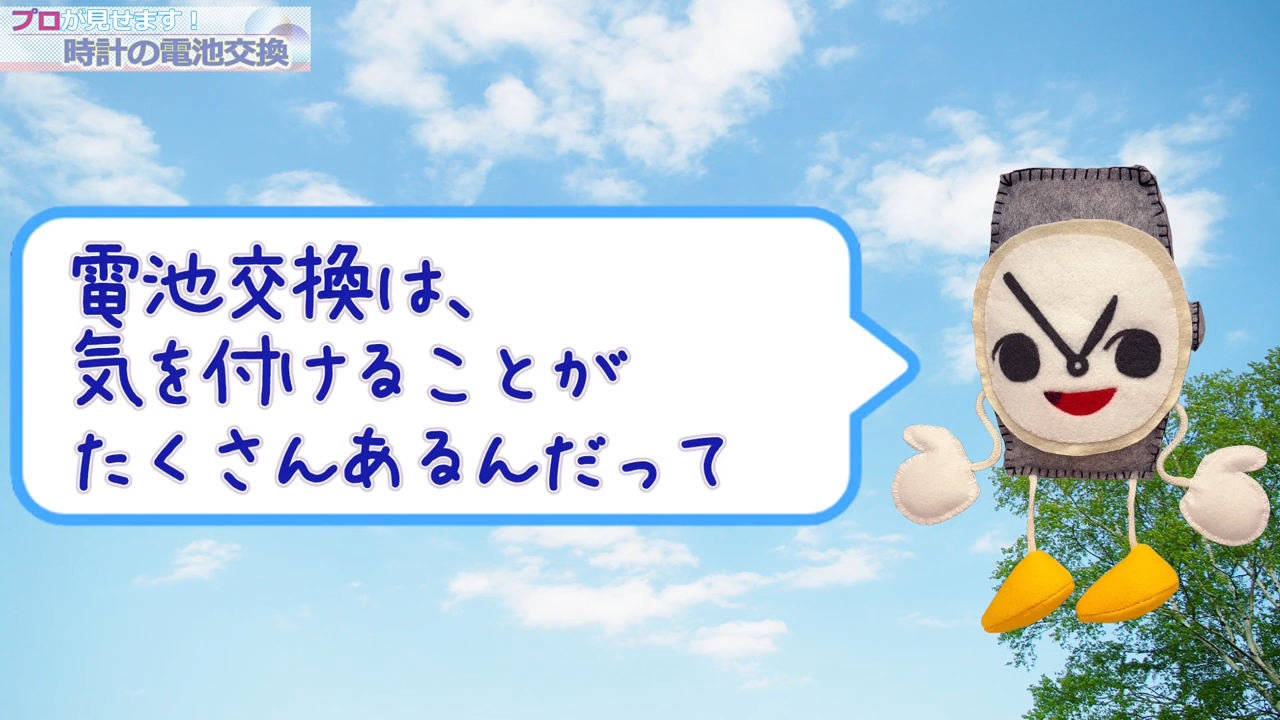 プロが見せます！
時計の電池交換
電池交換は、
気を付けることが
たくさんあるんだって